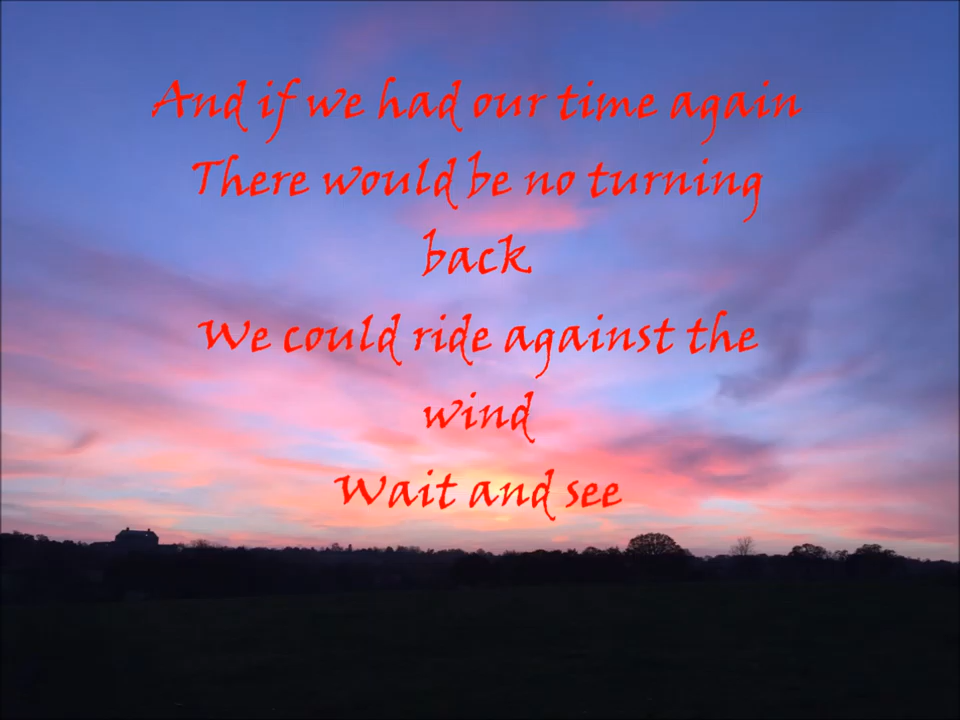 And if we had our time again
There would be no turning
back
We could ride against the
wind
Wait and see